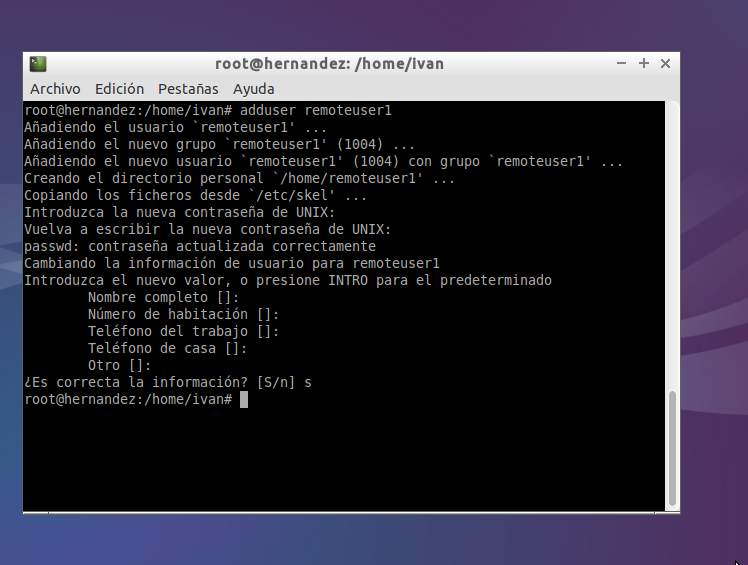 root@hernandez: /home/ivan
Archivo Edición Pestañas Ayuda
root@hernandez:/home/ivan# adduser remoteuser1
Añadiendo el usuario `remoteuser1' ...
Añadiendo el nuevo grupo `remoteuser1' (1004) ...
Añadiendo el nuevo usuario `remoteuser1' (1004) con grupo `remoteuser1' ...
Creando el directorio personal `/home/remoteuser1' ...
Copiando los ficheros desde `/etc/skel' ...
Introduzca la nueva contraseña de UNIX:
Vuelva a escribir la nueva contraseña de UNIX:
passwd: contraseña actualizada correctamente
Cambiando la información de usuario para remoteuser1
Introduzca el nuevo valor, o presione INTRO para el predeterminado
Nombre completo []:
Número de habitación []:
Teléfono del trabajo []:
Teléfono de casa []:
Otro []:
¿Es correcta la información? [S/n] s
root@hernandez:/home/ivan#